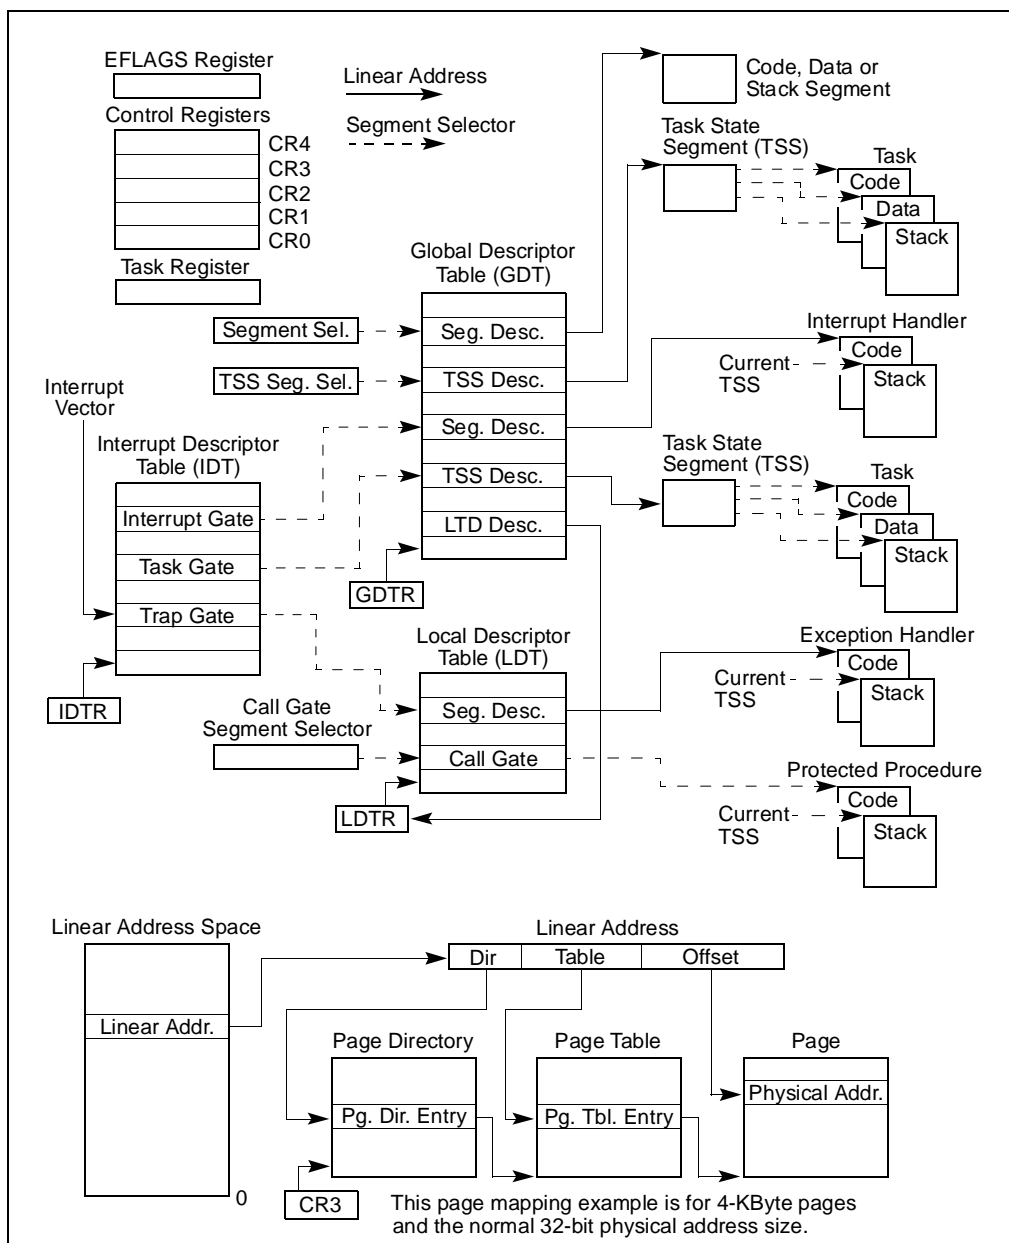 EFLAGS Register
Control Registers
CR4
CR3
CR2
CR1
CR0
Task Register
Linear Address
Segment Selector
Code, Data or
Stack Segment
Task State
Segment (TSS)
Task
Code
Data
Stack
Global Descriptor
Table (GDT)
Segment Sel.
Seg. Desc.
TSS Seg. Sel.
TSS Desc.
Seg. Desc.
TSS Desc.
LTD Desc.
GDTR
Interrupt Handler
Code
Current
TSS
Stack
Interrupt
Vector
Interrupt Descriptor
Table (IDT)
Interrupt Gate
Task Gate
Trap Gate
IDTR
Task State
Segment (TSS)
Task
Code
Data
Stack
Local Descriptor
Table (LDT)
Seg. Desc.
Call Gate
Segment Selector
Call Gate
LDTR
Exception Handler
Code
Current
TSS
Stack
Protected Procedure
Code
Current
TSS
Stack
Linear Address Space
Linear Addr.
0
Linear Address
Dir
Table
Offset
Page Directory
Pg. Dir. Entry
Page Table
Pg. Tbl. Entry
Page
Physical Addr.
CR3
This page mapping example is for 4-KByte pages
and the normal 32-bit physical address size.